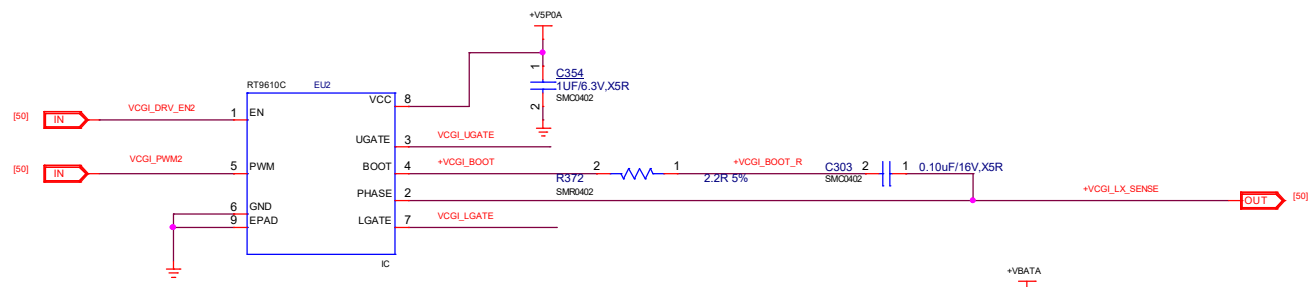 +V5P0A
1
C354
1UF/6.3V,X5R
2
SMC0402
RT9610C
EU2
VCC
8
[50]
IN
VCGI_DRV_EN2
1
EN
UGATE
3
VCGI_UGATE
[50]
IN
VCGI_PWM2
5
PWM
BOOT
4
+VCGI_BOOT
2
1
+VCGI_BOOT_R
C303
2
1
0.10uF/16V,X5R
R372
2.2R 5%
SMC0402
SMR0402
PHASE
2
+VCGI_LX_SENSE
OUT
[50]
6
GND
9
EPAD
LGATE
7
VCGI_LGATE
IC
+VBATA